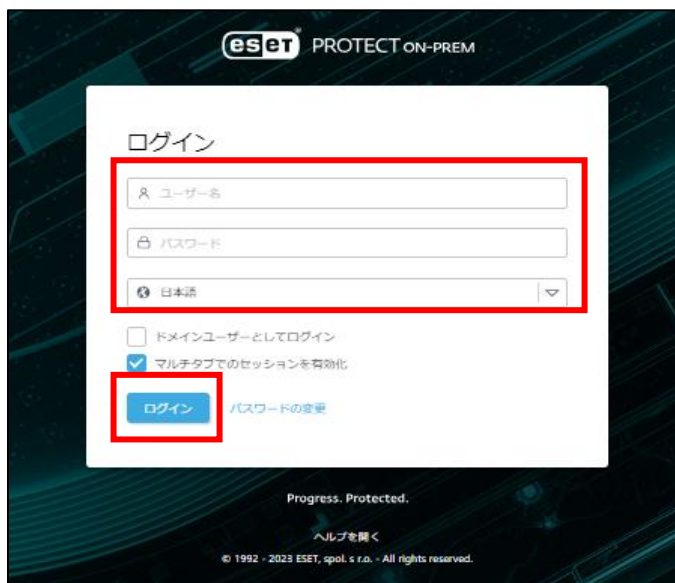 eset PROTECT ON-PREM
ログイン
ユーザー名
パスワード
日本語
ドメインユーザーとしてログイン
マルチタブでのセッションを有効化
ログイン パスワードの変更
Progress. Protected.
ヘルプを開く
© 1992 - 2023 ESET, spol. s r.o. - All rights reserved.